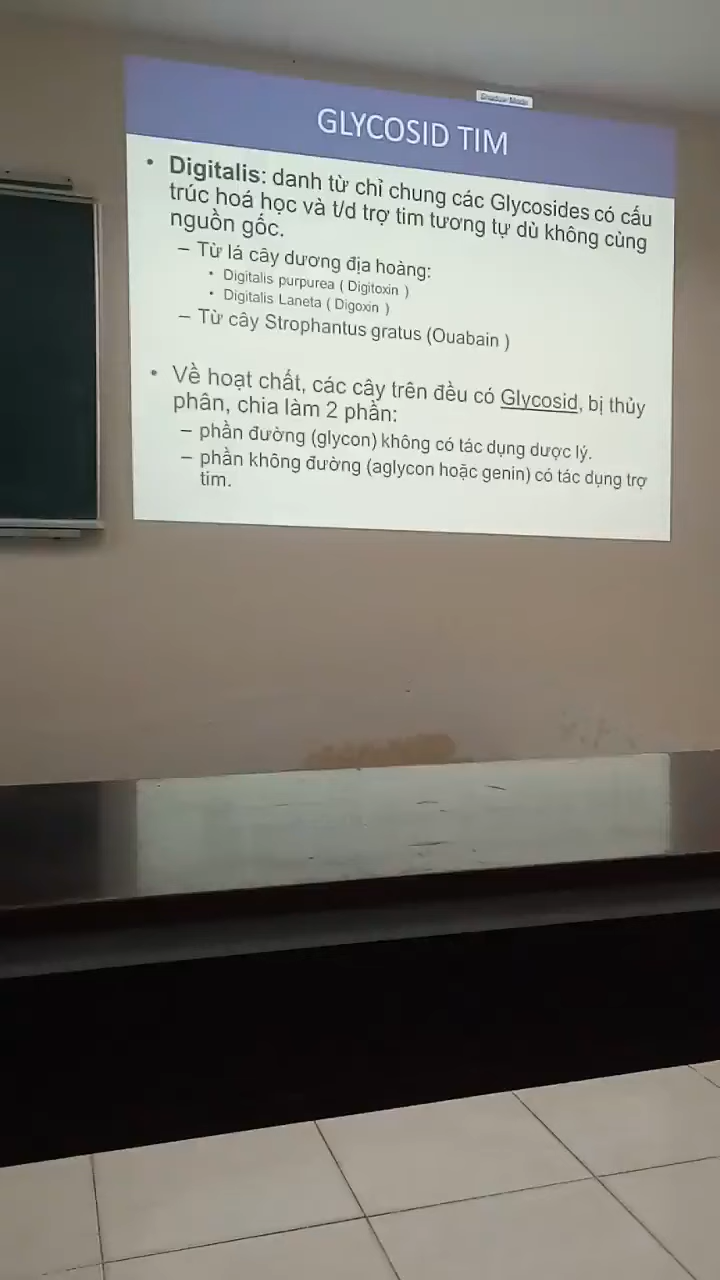 GLYCOSID TIM
• Digitalis: danh từ chỉ chung các Glycosides có cấu
trúc hoá học và t/d trợ tim tương tự dù không cùng
nguồn gốc.
– Từ lá cây dương địa hoàng:
• Digitalis purpurea ( Digitoxin )
• Digitalis Laneta ( Digoxin )
– Từ cây Strophantus gratus (Ouabain )
• Về hoạt chất, các cây trên đều có Glycosid, bị thủy
phân, chia làm 2 phần:
– phần đường (glycon) không có tác dụng dược lý.
– phần không đường (aglycon hoặc genin) có tác dụng trợ
tim.